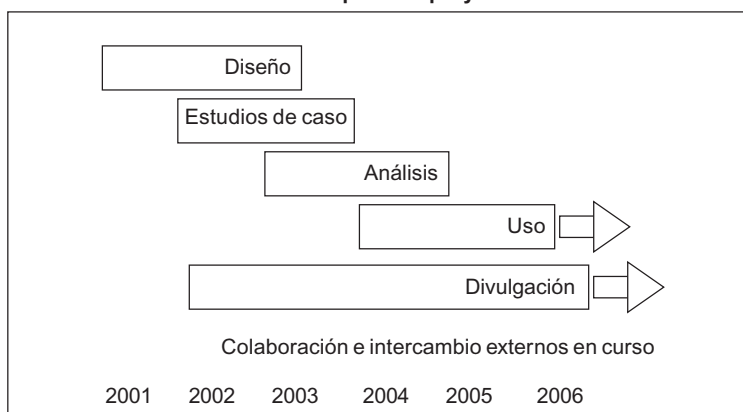 Diseño
Estudios de caso
Análisis
Uso
Divulgación
Colaboración e intercambio externos en curso
2001 2002 2003 2004 2005 2006